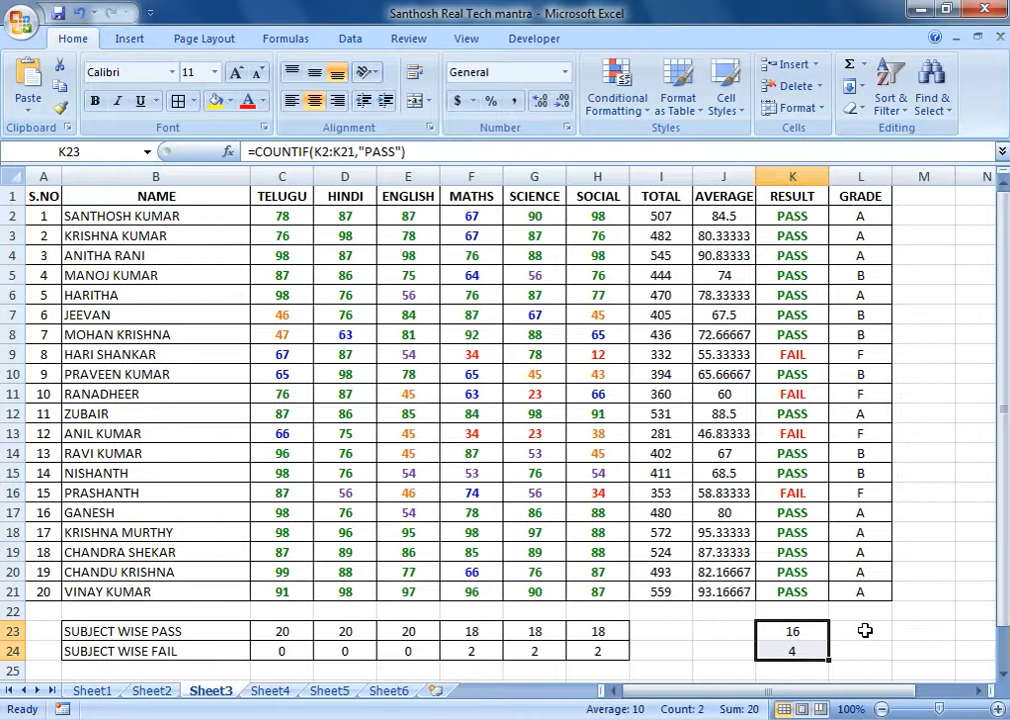 Santhosh Real Tech mantra - Microsoft Excel
Home Insert Page Layout Formulas Data Review View Developer
Calibri 11 General Insert Σ
Paste B I U A $ % , Conditional Formatting Format as Table Cell Styles Delete Format Sort & Filter Find & Select
Clipboard Font Alignment Number Styles Cells Editing
K23 fx =COUNTIF(K2:K21,"PASS")
A B C D E F G H I J K L M N
1 S.NO NAME TELUGU HINDI ENGLISH MATHS SCIENCE SOCIAL TOTAL AVERAGE RESULT GRADE
2 1 SANTHOSH KUMAR 78 87 87 67 90 98 507 84.5 PASS A
3 2 KRISHNA KUMAR 76 98 78 67 87 76 482 80.33333 PASS A
4 3 ANITHA RANI 98 87 98 76 88 98 545 90.83333 PASS A
5 4 MANOJ KUMAR 87 86 75 64 56 76 444 74 PASS B
6 5 HARITHA 98 76 56 76 87 77 470 78.33333 PASS A
7 6 JEEVAN 46 76 84 87 67 45 405 67.5 PASS B
8 7 MOHAN KRISHNA 47 63 81 92 88 65 436 72.66667 PASS B
9 8 HARI SHANKAR 67 87 54 34 78 12 332 55.33333 FAIL F
10 9 PRAVEEN KUMAR 65 98 78 65 45 43 394 65.66667 PASS B
11 10 RANADHEER 76 87 45 63 23 66 360 60 FAIL F
12 11 ZUBAIR 87 86 85 84 98 91 531 88.5 PASS A
13 12 ANIL KUMAR 66 75 45 34 23 38 281 46.83333 FAIL F
14 13 RAVI KUMAR 96 76 45 87 53 45 402 67 PASS B
15 14 NISHANTH 98 76 54 53 76 54 411 68.5 PASS B
16 15 PRASHANTH 87 56 46 74 56 34 353 58.83333 FAIL F
17 16 GANESH 98 76 54 78 86 88 480 80 PASS A
18 17 KRISHNA MURTHY 98 96 95 98 97 88 572 95.33333 PASS A
19 18 CHANDRA SHEKAR 87 89 86 85 89 88 524 87.33333 PASS A
20 19 CHANDU KRISHNA 99 88 77 66 76 87 493 82.16667 PASS A
21 20 VINAY KUMAR 91 98 97 96 90 87 559 93.16667 PASS A
22
23 SUBJECT WISE PASS 20 20 20 18 18 18 16
24 SUBJECT WISE FAIL 0 0 0 2 2 2 4
25
Sheet1 Sheet2 Sheet3 Sheet4 Sheet5 Sheet6
Ready Average: 10 Count: 2 Sum: 20 100%